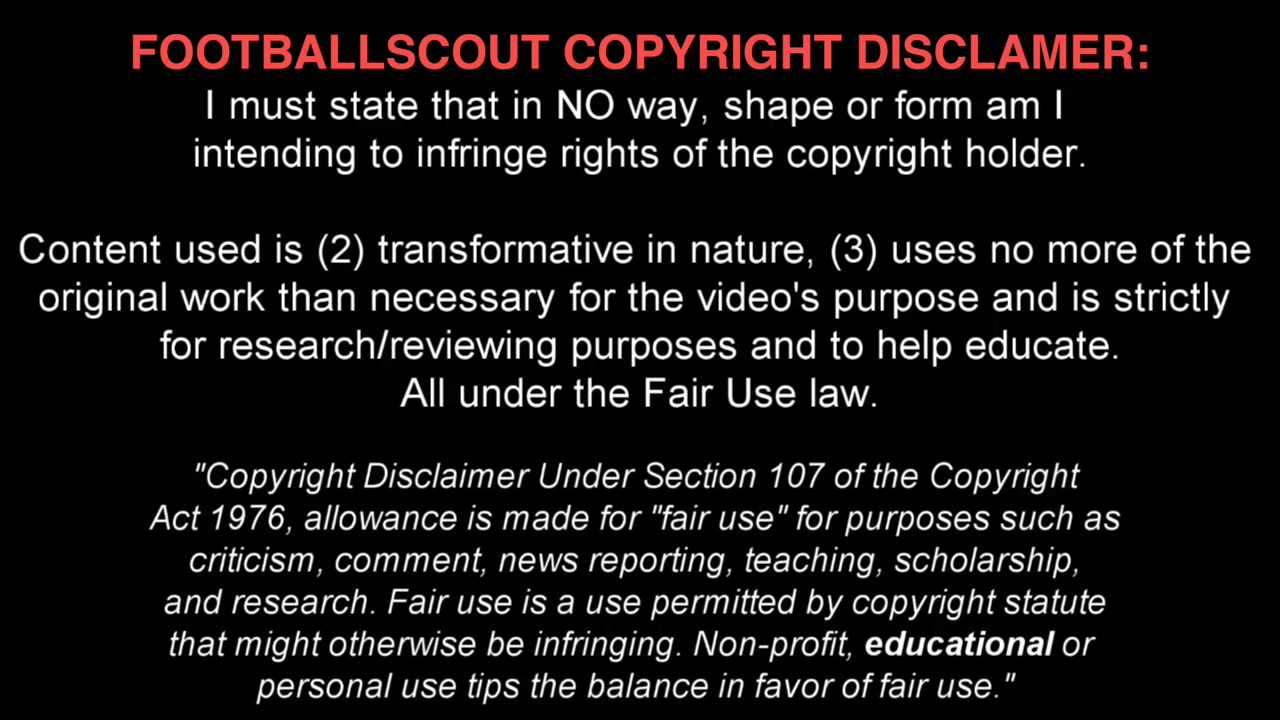 FOOTBALLSCOUT COPYRIGHT DISCLAMER:
I must state that in NO way, shape or form am I
intending to infringe rights of the copyright holder.
Content used is (2) transformative in nature, (3) uses no more of the
original work than necessary for the video's purpose and is strictly
for research/reviewing purposes and to help educate.
All under the Fair Use law.
"Copyright Disclaimer Under Section 107 of the Copyright
Act 1976, allowance is made for "fair use" for purposes such as
criticism, comment, news reporting, teaching, scholarship,
and research. Fair use is a use permitted by copyright statute
that might otherwise be infringing. Non-profit, educational or
personal use tips the balance in favor of fair use."